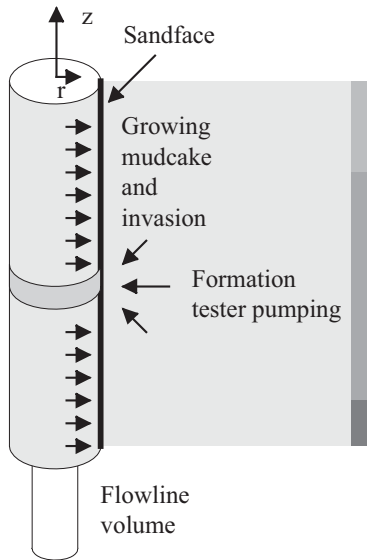 z
r
Sandface
Growing
mudcake
and
invasion
Formation
tester pumping
Flowline
volume